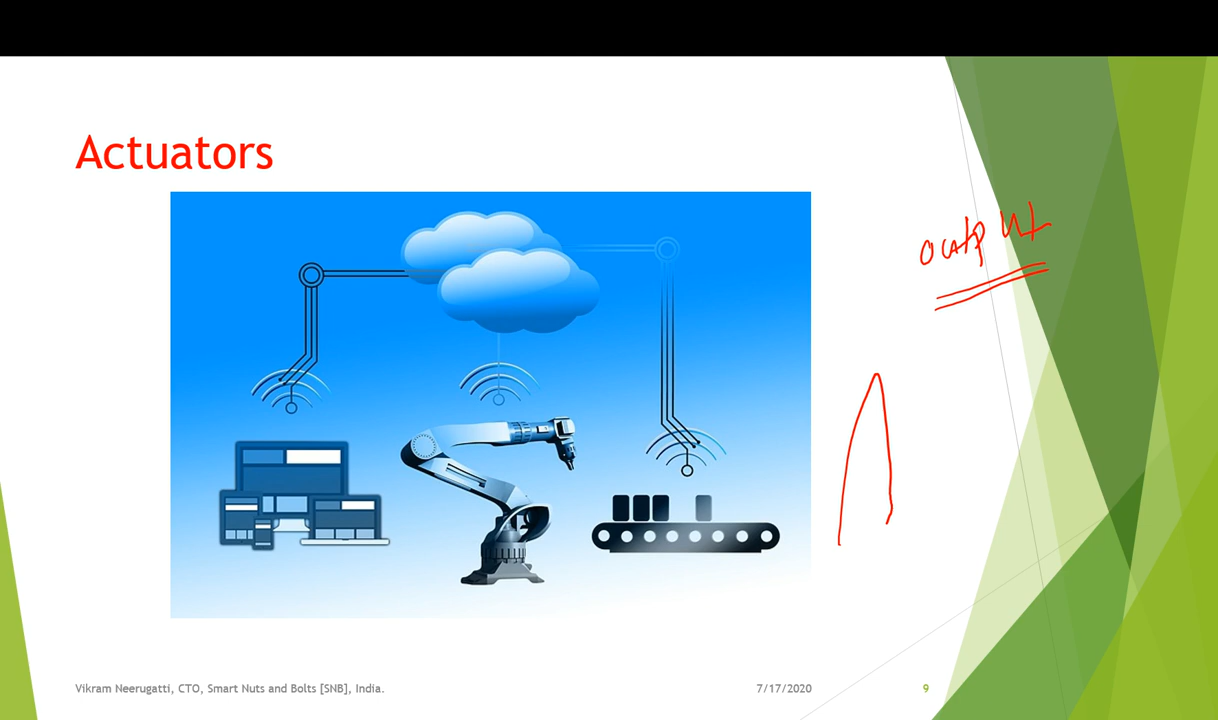 Actuators
output
Vikram Neerugatti, CTO, Smart Nuts and Bolts [SNB], India.
7/17/2020
9